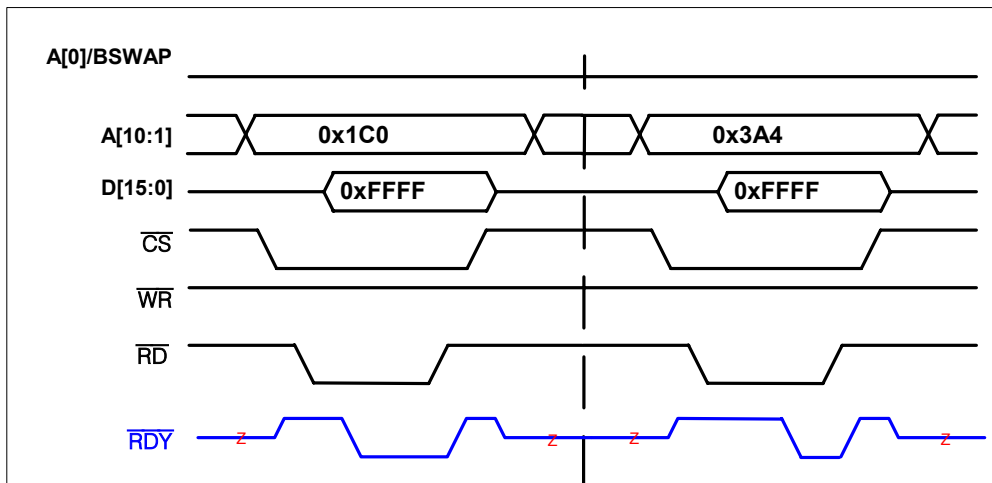 A[0]/BSWAP
A[10:1] 0x1C0 0x3A4
D[15:0] 0xFFFF 0xFFFF
CS
WR
RD
RDY Z Z Z Z